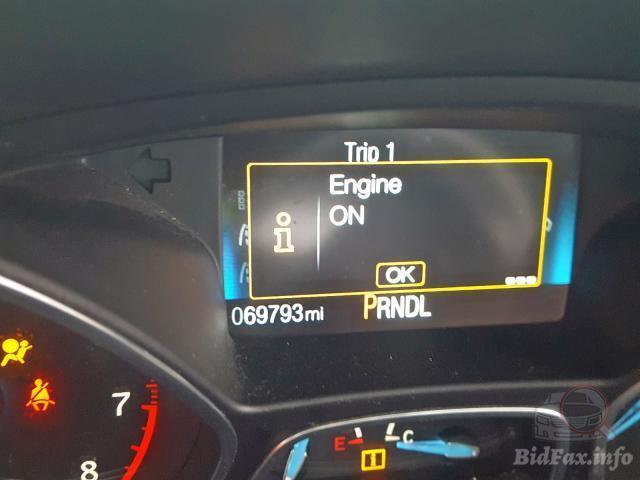 Trip 1
Engine
ON
i
OK
069793mi PRNDL
7
8
E C
BidFax.info